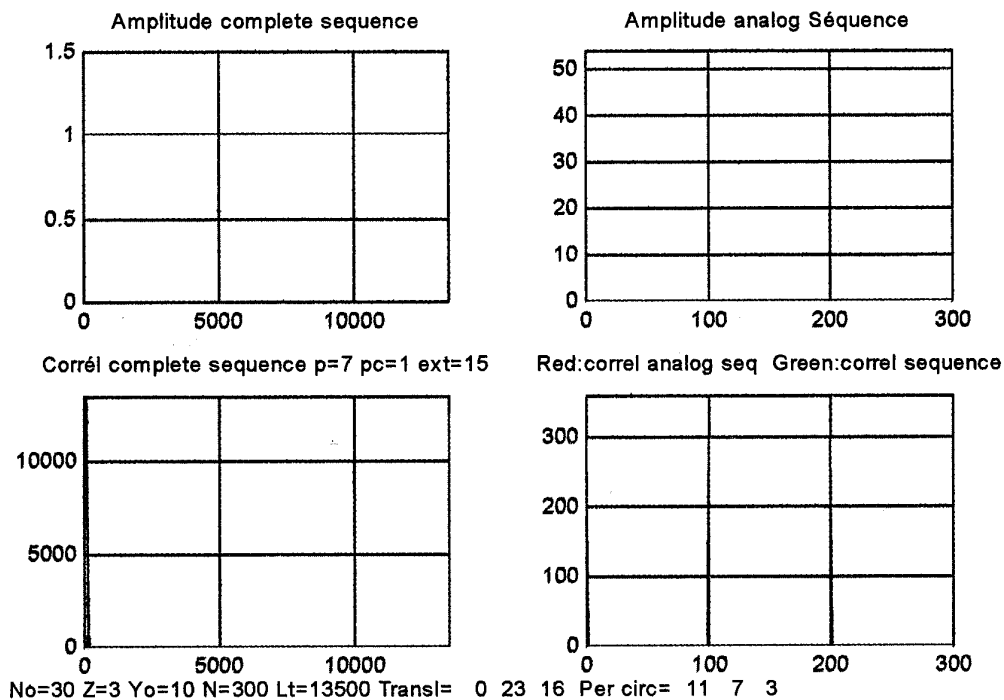 Amplitude complete sequence
1.5
1
0.5
0
0 5000 10000
Amplitude analog Séquence
50
40
30
20
10
0
0 100 200 300
Corrél complete sequence p=7 pc=1 ext=15
10000
5000
0
0 5000 10000
Red:correl analog seq Green:correl sequence
300
200
100
0
0 100 200 300
No=30 Z=3 Yo=10 N=300 Lt=13500 Transl= 0 23 16 Per circ= 11 7 3